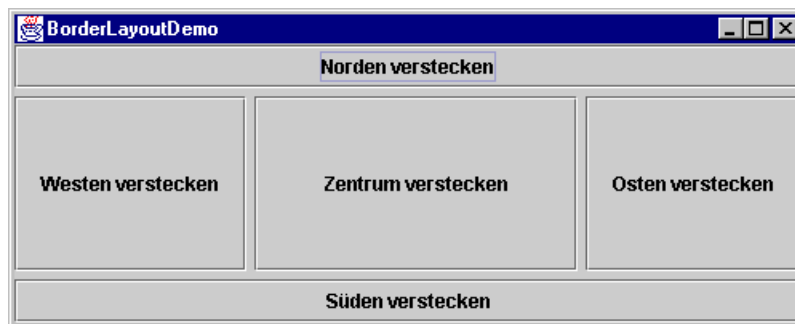 BorderLayoutDemo
Norden verstecken
Westen verstecken
Zentrum verstecken
Osten verstecken
Süden verstecken